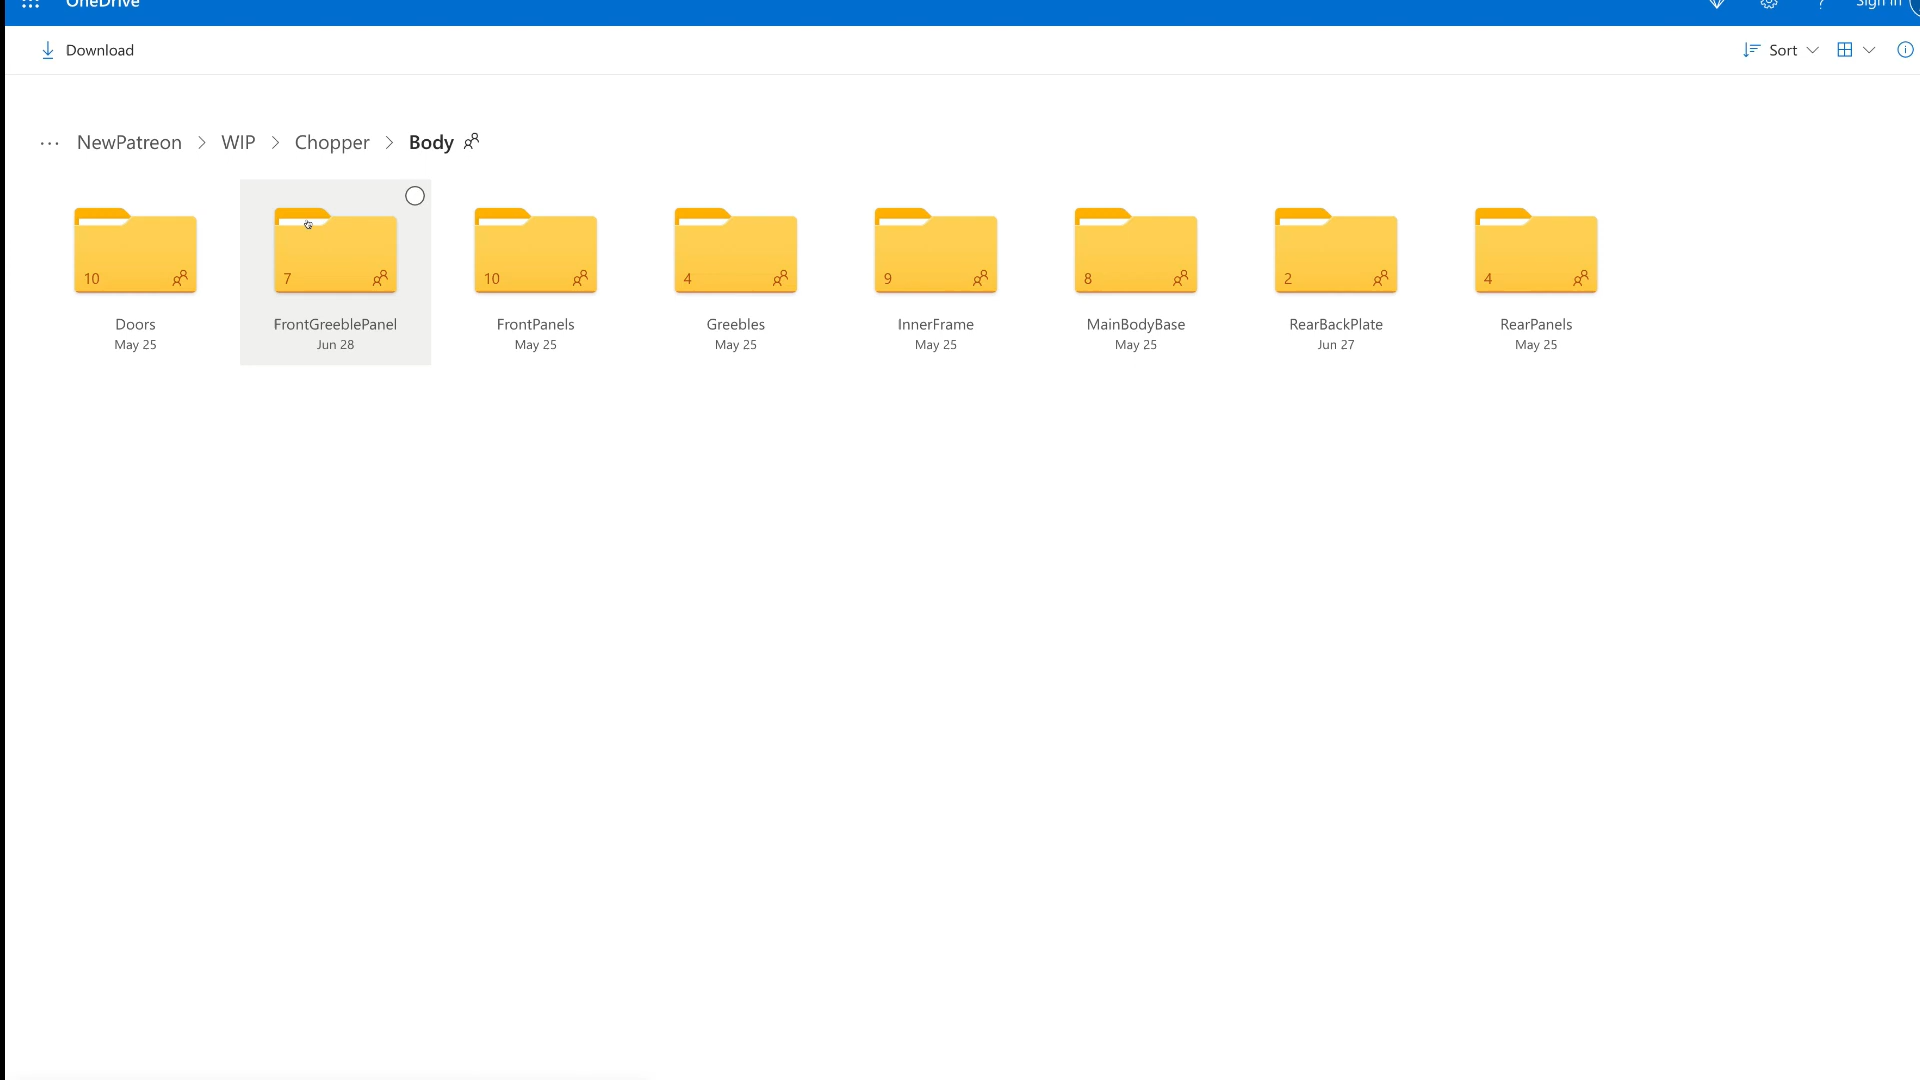 OneDrive Sign in
Download Sort
NewPatreon WIP Chopper Body
10 7 10 4 9 8 2 4
Doors FrontGreeblePanel FrontPanels Greebles InnerFrame MainBodyBase RearBackPlate RearPanels
May 25 Jun 28 May 25 May 25 May 25 May 25 Jun 27 May 25